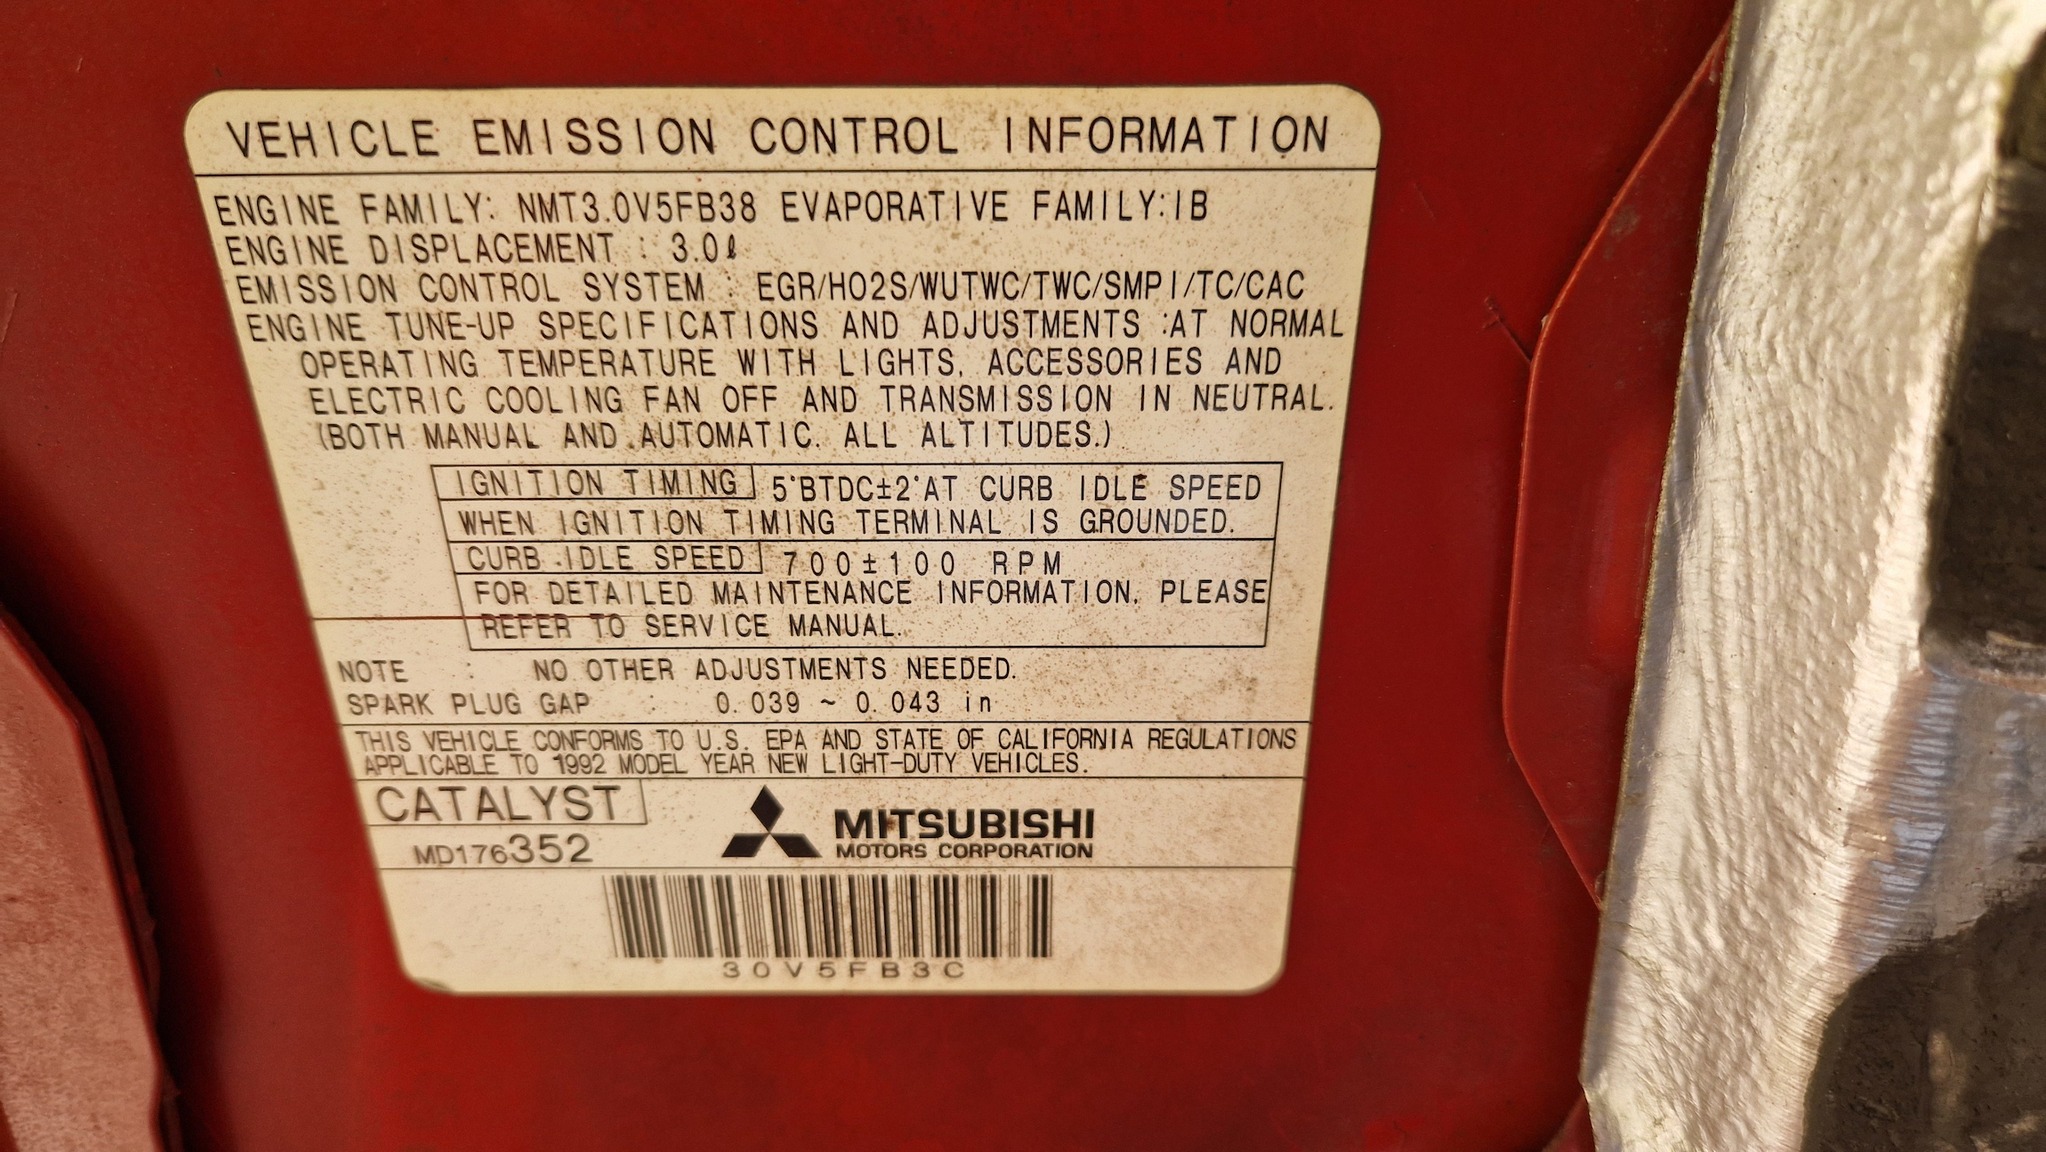 VEHICLE EMISSION CONTROL INFORMATION
ENGINE FAMILY: NMT3.0V5FB38 EVAPORATIVE FAMILY:IB
ENGINE DISPLACEMENT : 3.0ℓ
EMISSION CONTROL SYSTEM : EGR/HO2S/WUTWC/TWC/SMPI/TC/CAC
ENGINE TUNE-UP SPECIFICATIONS AND ADJUSTMENTS :AT NORMAL
OPERATING TEMPERATURE WITH LIGHTS, ACCESSORIES AND
ELECTRIC COOLING FAN OFF AND TRANSMISSION IN NEUTRAL.
(BOTH MANUAL AND AUTOMATIC. ALL ALTITUDES.)
IGNITION TIMING 5°BTDC±2°AT CURB IDLE SPEED
WHEN IGNITION TIMING TERMINAL IS GROUNDED.
CURB IDLE SPEED 700±100 RPM
FOR DETAILED MAINTENANCE INFORMATION, PLEASE
REFER TO SERVICE MANUAL.
NOTE : NO OTHER ADJUSTMENTS NEEDED.
SPARK PLUG GAP : 0.039 ~ 0.043 in
THIS VEHICLE CONFORMS TO U.S. EPA AND STATE OF CALIFORNIA REGULATIONS
APPLICABLE TO 1992 MODEL YEAR NEW LIGHT-DUTY VEHICLES.
CATALYST
MD176352
MITSUBISHI
MOTORS CORPORATION
30V5FB3C